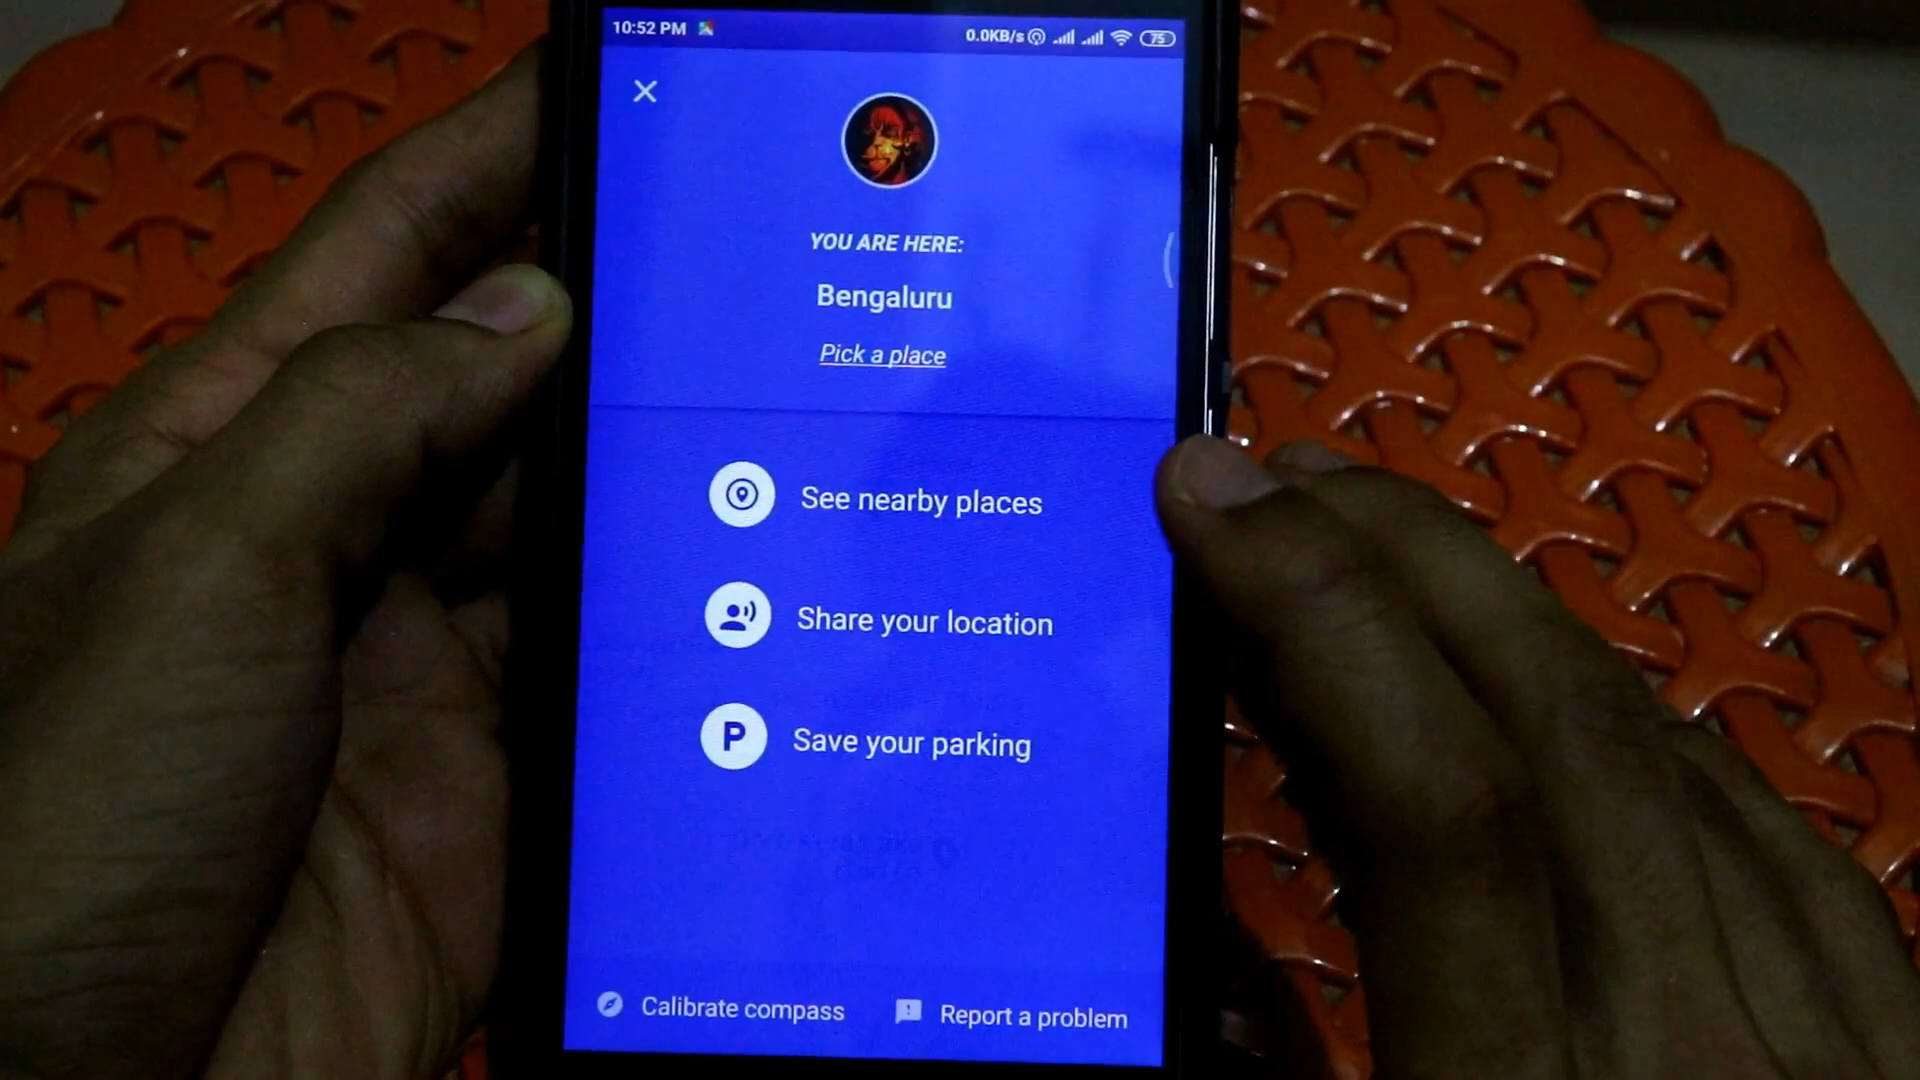 10:52 PM
0.0KB/s
75
YOU ARE HERE:
Bengaluru
Pick a place
See nearby places
Share your location
P
Save your parking
Calibrate compass
Report a problem